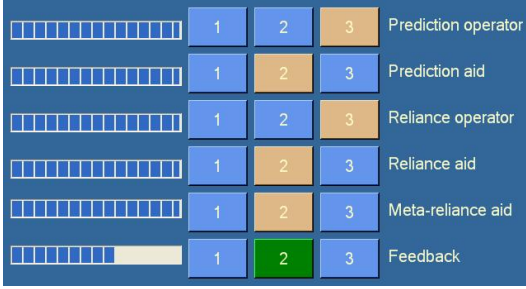 1 2 3 Prediction operator
1 2 3 Prediction aid
1 2 3 Reliance operator
1 2 3 Reliance aid
1 2 3 Meta-reliance aid
1 2 3 Feedback